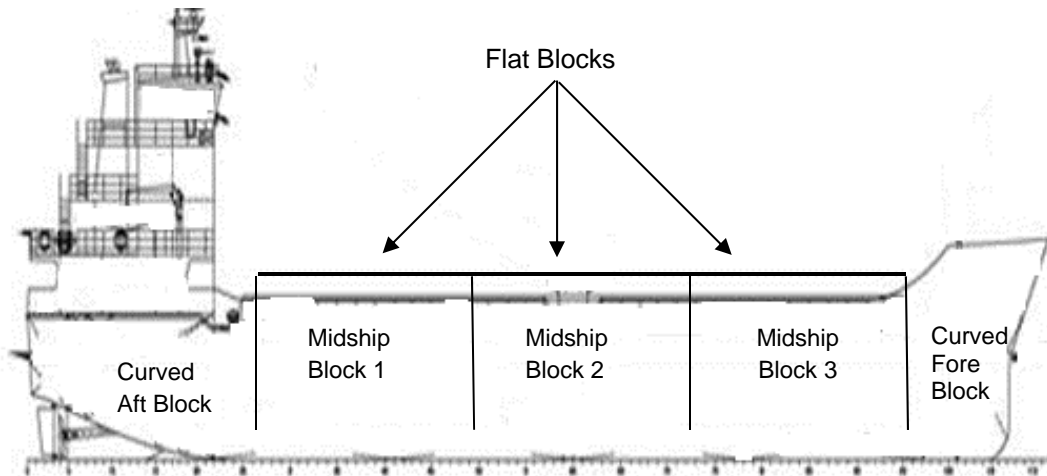 Flat Blocks
Midship
Block 1
Midship
Block 2
Midship
Block 3
Curved
Fore
Block
Curved
Aft Block